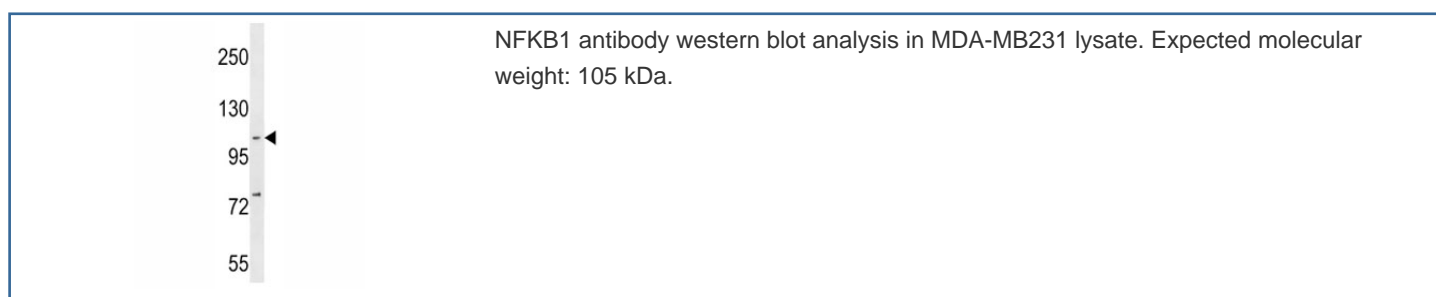 250
130
95
72
55
NFKB1 antibody western blot analysis in MDA-MB231 lysate. Expected molecular
weight: 105 kDa.